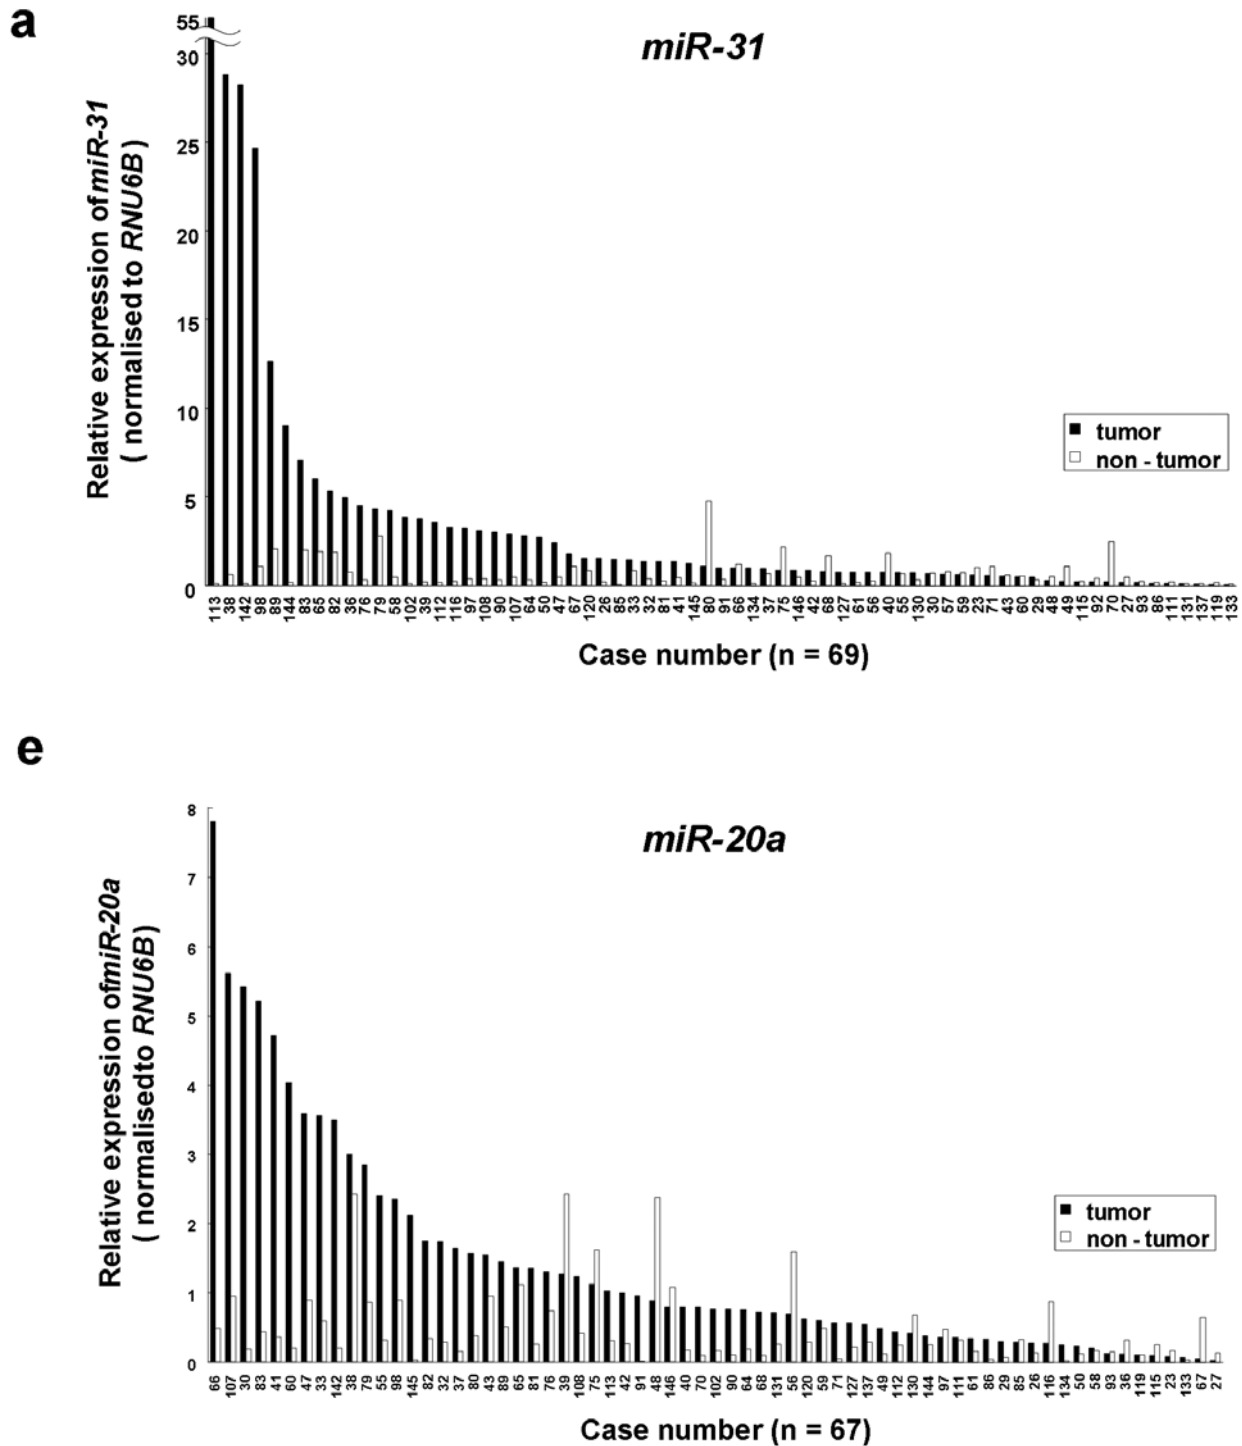 a
miR-31
Relative expression of miR-31
( normalised to RNU6B)
55
30
25
20
15
10
5
0
tumor
non - tumor
113 38 142 98 89 144 83 65 82 36 76 79 58 102 39 112 116 97 108 90 107 64 50 47 67 120 26 85 33 32 81 41 145 80 91 66 134 37 75 146 42 68 127 61 56 40 55 130 30 57 59 23 71 43 60 29 48 49 115 92 70 27 93 86 111 131 137 119 133
Case number (n = 69)
e
miR-20a
Relative expression ofmiR-20a
( normalisedto RNU6B)
8
7
6
5
4
3
2
1
0
tumor
non - tumor
66 107 30 83 41 60 47 33 142 38 79 55 98 145 82 32 37 80 43 89 65 81 76 39 108 75 113 42 91 48 146 40 70 102 90 64 68 131 56 120 59 71 127 137 49 112 130 144 97 111 61 86 29 85 26 116 134 50 58 93 36 119 115 23 133 67 27
Case number (n = 67)